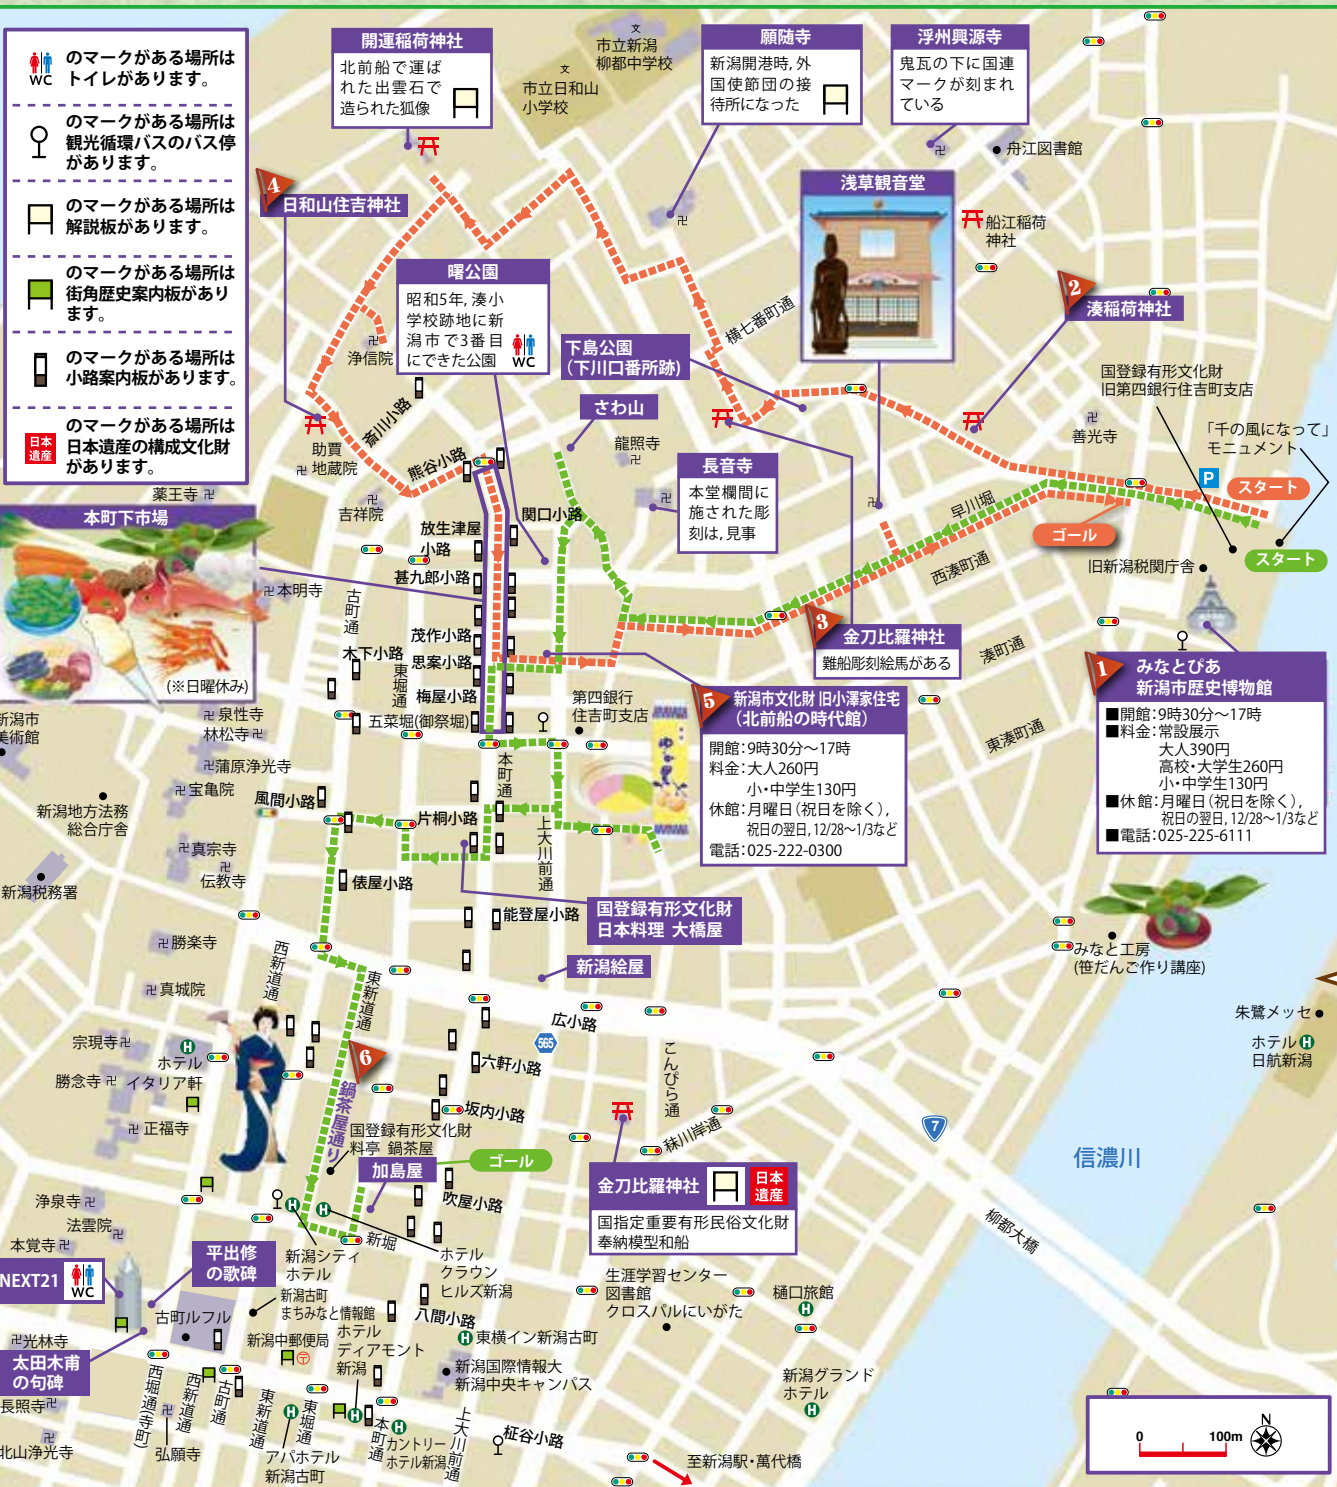 WC
のマークがある場所は
トイレがあります。
のマークがある場所は
観光循環バスのバス停
があります。
のマークがある場所は
解説板があります。
のマークがある場所は
街角歴史案内板があり
ます。
のマークがある場所は
小路案内板があります。
日本
遺産
のマークがある場所は
日本遺産の構成文化財
があります。
開運稲荷神社
北前船で運ば
れた出雲石で
造られた狐像
市立新潟
柳都中学校
市立日和山
小学校
願随寺
新潟開港時,外
国使節団の接
待所になった
浮州興源寺
鬼瓦の下に国連
マークが刻まれ
ている
舟江図書館
4
日和山住吉神社
浅草観音堂
船江稲荷
神社
曙公園
昭和5年,湊小
学校跡地に新
潟市で3番目
にできた公園
WC
2
湊稲荷神社
横七番町通
下島公園
(下川口番所跡)
浄信院
国登録有形文化財
旧第四銀行住吉町支店
さわ山
斎川小路
善光寺
「千の風になって」
モニュメント
助買
地蔵院
熊谷小路
龍照寺
長音寺
本堂欄間に
施された彫
刻は,見事
P
スタート
薬王寺
吉祥院
関口小路
早川堀
ゴール
本町下市場
(※日曜休み)
放生津屋
小路
西湊町通
旧新潟税関庁舎
スタート
甚九郎小路
本明寺
古町通
茂作小路
3
金刀比羅神社
難船彫刻絵馬がある
湊町通
木下小路
思案小路
東堀通
梅屋小路
1
みなとぴあ
新潟市歴史博物館
■開館:9時30分~17時
■料金:常設展示
大人390円
高校・大学生260円
小・中学生130円
■休館:月曜日(祝日を除く),
祝日の翌日,12/28~1/3など
■電話:025-225-6111
第四銀行
住吉町支店
5
新潟市文化財 旧小澤家住宅
(北前船の時代館)
開館:9時30分~17時
料金:大人260円
小・中学生130円
休館:月曜日(祝日を除く),
祝日の翌日,12/28~1/3など
電話:025-222-0300
新潟市
美術館
泉性寺
林松寺
五菜堀(御祭堀)
東湊町通
蒲原浄光寺
宝亀院
本町通
風間小路
片桐小路
新潟地方法務
総合庁舎
上大川前通
真宗寺
伝教寺
新潟税務署
俵屋小路
能登屋小路
国登録有形文化財
日本料理 大橋屋
勝楽寺
西新道通
東新道通
新潟絵屋
みなと工房
(笹だんご作り講座)
真城院
広小路
朱鷺メッセ
宗現寺
H
ホテル
イタリア軒
565
ホテル H
日航新潟
6
六軒小路
こんぴら通
勝念寺
鍋茶屋通り
坂内小路
正福寺
国登録有形文化財
料亭 鍋茶屋
秣川岸通
7
信濃川
加島屋
ゴール
金刀比羅神社
日本
遺産
国指定重要有形民俗文化財
奉納模型和船
浄泉寺
吹屋小路
法雲院
本覚寺
新堀
柳都大橋
平出修
の歌碑
新潟シティ
ホテル
ホテル
クラウン
ヒルズ新潟
NEXT21
WC
生涯学習センター
図書館
クロスパルにいがた
樋口旅館
H
新潟古町
まちみなと情報館
古町ルフル
八間小路
光林寺
新潟中郵便局
ホテル
ディアモント
新潟
H 東横イン新潟古町
太田木甫
の句碑
新潟国際情報大
新潟中央キャンパス
新潟グランド
ホテル
H
長照寺
西堀通(寺町)
西新道通
古町通
東新道通
東堀通
本町通
上大川前通
北山浄光寺
弘願寺
アパホテル
新潟古町
カントリー
ホテル新潟
柾谷小路
至新潟駅・萬代橋
0 100m
N